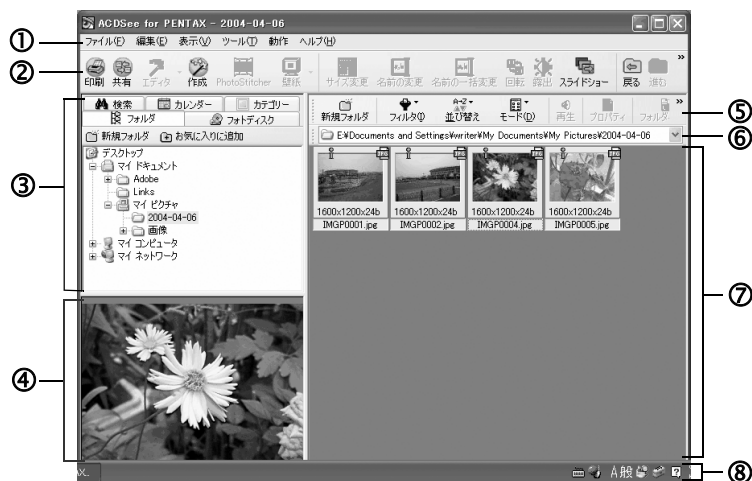 ACDSee for PENTAX - 2004-04-06
① ファイル(F) 編集(E) 表示(V) ツール(T) 動作 ヘルプ(H)
② 印刷 共有 エディタ 作成 PhotoStitcher 壁紙 サイズ変更 名前の変更 名前の一括変更 回転 露出 スライドショー 戻る 進む »
③ 検索 カレンダー カテゴリー
フォルダ フォトディスク
新規フォルダ お気に入りに追加
デスクトップ
マイ ドキュメント
Adobe
Links
マイ ピクチャ
2004-04-06
画像
マイ コンピュータ
マイ ネットワーク
④
新規フォルダ フィルタ(I) 並び替え モード(D) 再生 プロパティ フォルダ » ⑤
E:¥Documents and Settings¥writer¥My Documents¥My Pictures¥2004-04-06 ⑥
1600x1200x24b 1600x1200x24b 1600x1200x24b 1600x1200x24b
IMGP0001.jpg IMGP0002.jpg IMGP0004.jpg IMGP0005.jpg
⑦
A般 ⑧